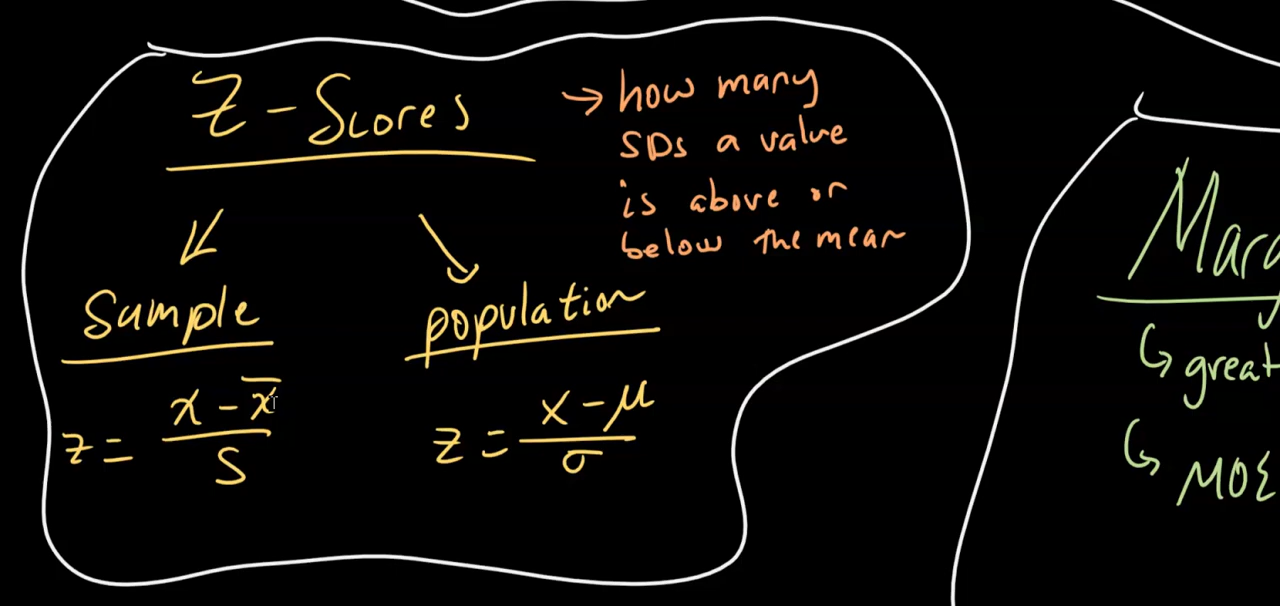 Z-Scores
→ how many
SDs a value
is above or
below the mean
Sample
population
z = (x - x̄) / S
z = (x - μ) / σ
Marg
↳ great
↳ MOE